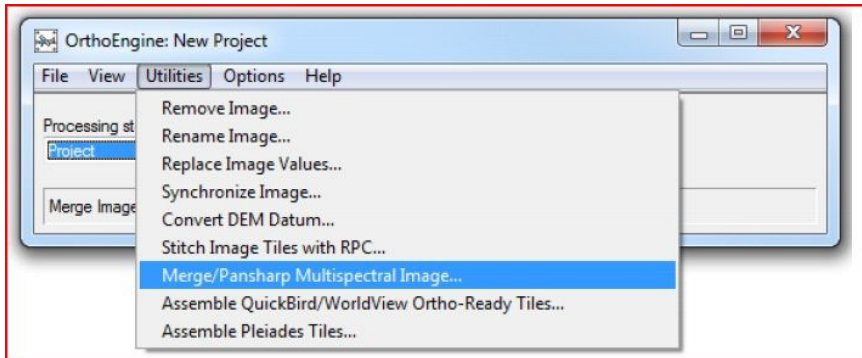 OrthoEngine: New Project
File View Utilities Options Help
Processing st
Project
Merge Image
Remove Image...
Rename Image...
Replace Image Values...
Synchronize Image...
Convert DEM Datum...
Stitch Image Tiles with RPC...
Merge/Pansharp Multispectral Image...
Assemble QuickBird/WorldView Ortho-Ready Tiles...
Assemble Pleiades Tiles...